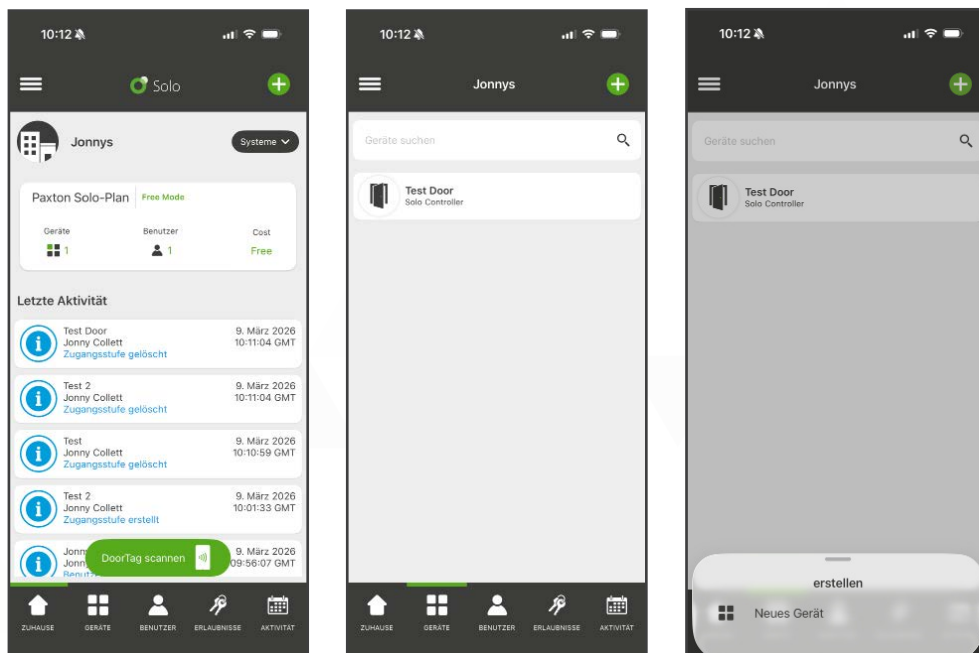 10:12
Solo
Jonnys
Systeme
Paxton Solo-Plan
Free Mode
Geräte
Benutzer
Cost
1
1
Free
Letzte Aktivität
Test Door
9. März 2026
Jonny Collett
10:11:04 GMT
Zugangsstufe gelöscht
Test 2
9. März 2026
Jonny Collett
10:11:04 GMT
Zugangsstufe gelöscht
Test
9. März 2026
Jonny Collett
10:10:59 GMT
Zugangsstufe gelöscht
Test 2
9. März 2026
Jonny Collett
10:01:33 GMT
Zugangsstufe erstellt
9. März 2026
09:56:07 GMT
DoorTag scannen
ZUHAUSE
GERÄTE
BENUTZER
ERLAUBNISSE
AKTIVITÄT
10:12
Jonnys
Geräte suchen
Test Door
Solo Controller
ZUHAUSE
GERÄTE
BENUTZER
ERLAUBNISSE
AKTIVITÄT
10:12
Jonnys
Geräte suchen
Test Door
Solo Controller
erstellen
Neues Gerät